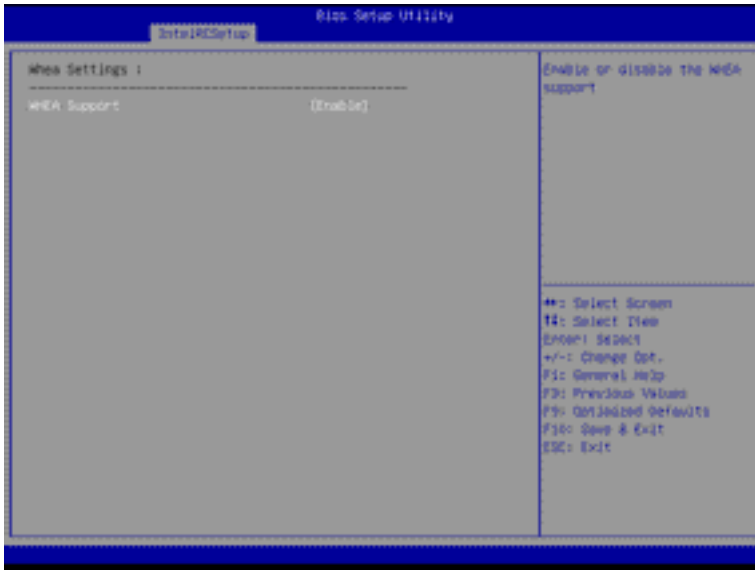 Bios Setup Utility
IntelRCSetup
Whea Settings :
------------------------------------------------
WHEA Support [Enable]
Enable or disable the WHEA
support
↔: Select Screen
↑↓: Select Item
Enter: Select
+/-: Change Opt.
F1: General Help
F3: Previous Values
F9: Optimized Defaults
F10: Save & Exit
ESC: Exit